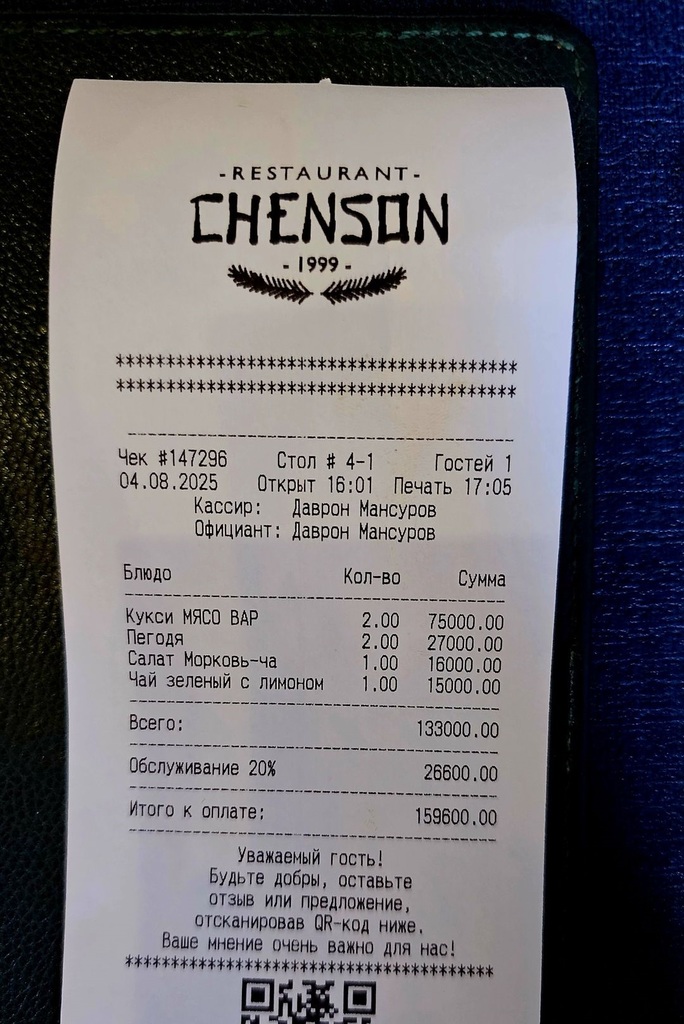 -RESTAURANT-
CHENSON
- 1999 -
***************************************
***************************************
Чек #147296 Стол # 4-1 Гостей 1
04.08.2025 Открыт 16:01 Печать 17:05
Кассир: Даврон Мансуров
Официант: Даврон Мансуров
Блюдо Кол-во Сумма
Кукси МЯСО ВАР 2.00 75000.00
Пегодя 2.00 27000.00
Салат Морковь-ча 1.00 16000.00
Чай зеленый с лимоном 1.00 15000.00
Всего: 133000.00
Обслуживание 20% 26600.00
Итого к оплате: 159600.00
Уважаемый гость!
Будьте добры, оставьте
отзыв или предложение,
отсканировав QR-код ниже.
Ваше мнение очень важно для нас!
***************************************